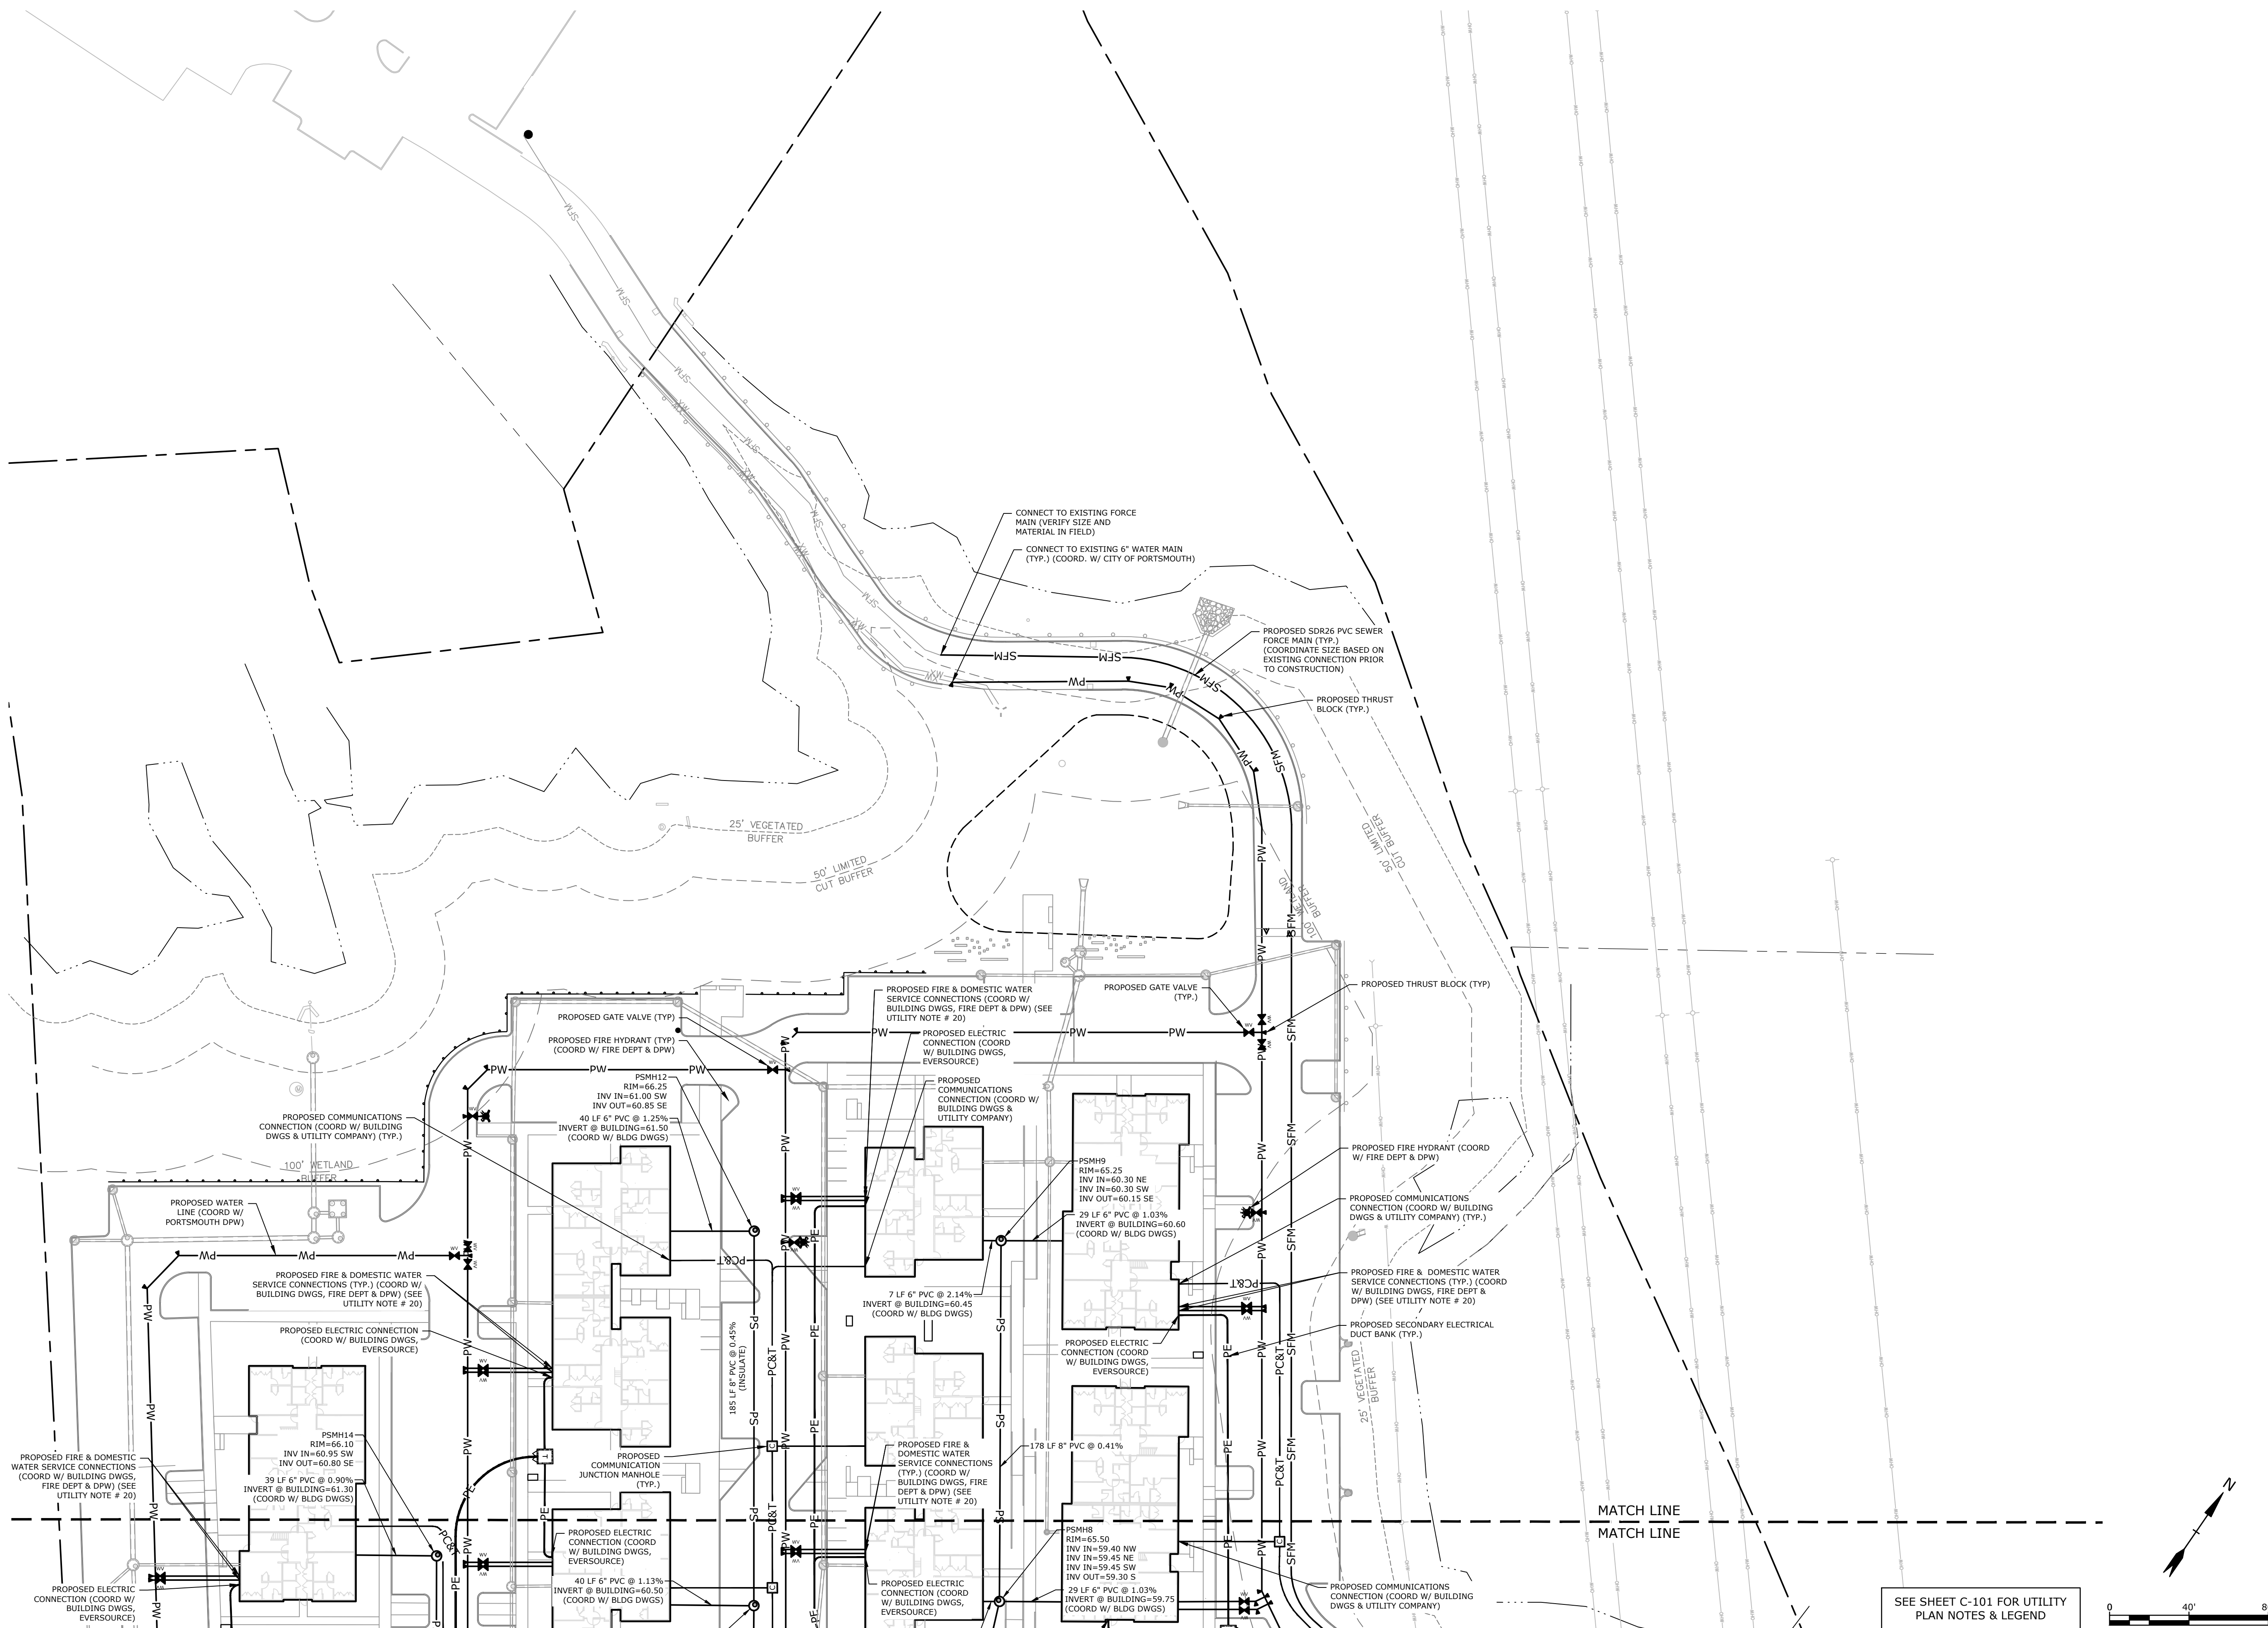 CONNECT TO EXISTING FORCE
MAIN (VERIFY SIZE AND
MATERIAL IN FIELD)
CONNECT TO EXISTING 6" WATER MAIN
(TYP.) (COORD. W/ CITY OF PORTSMOUTH)
PROPOSED SDR26 PVC SEWER
FORCE MAIN (TYP.)
(COORDINATE SIZE BASED ON
EXISTING CONNECTION PRIOR
TO CONSTRUCTION)
PROPOSED THRUST
BLOCK (TYP.)
SFM
SFM
SFM
SFM
PW
PW
PW
25' VEGETATED
BUFFER
50' LIMITED
CUT BUFFER
50' LIMITED
CUT BUFFER
100' WETLAND
BUFFER
PROPOSED GATE VALVE
(TYP.)
PROPOSED THRUST BLOCK (TYP)
PROPOSED FIRE & DOMESTIC WATER
SERVICE CONNECTIONS (COORD W/
BUILDING DWGS, FIRE DEPT & DPW) (SEE
UTILITY NOTE # 20)
PROPOSED GATE VALVE (TYP)
PROPOSED FIRE HYDRANT (TYP)
(COORD W/ FIRE DEPT & DPW)
PROPOSED ELECTRIC
CONNECTION (COORD
W/ BUILDING DWGS,
EVERSOURCE)
PSMH12
RIM=66.25
INV IN=61.00 SW
INV OUT=60.85 SE
40 LF 6" PVC @ 1.25%
INVERT @ BUILDING=61.50
(COORD W/ BLDG DWGS)
PROPOSED
COMMUNICATIONS
CONNECTION (COORD W/
BUILDING DWGS &
UTILITY COMPANY)
PROPOSED COMMUNICATIONS
CONNECTION (COORD W/ BUILDING
DWGS & UTILITY COMPANY) (TYP.)
100' WETLAND
BUFFER
PROPOSED WATER
LINE (COORD W/
PORTSMOUTH DPW)
PSMH9
RIM=65.25
INV IN=60.30 NE
INV IN=60.30 SW
INV OUT=60.15 SE
29 LF 6" PVC @ 1.03%
INVERT @ BUILDING=60.60
(COORD W/ BLDG DWGS)
PROPOSED FIRE HYDRANT (COORD
W/ FIRE DEPT & DPW)
PROPOSED COMMUNICATIONS
CONNECTION (COORD W/ BUILDING
DWGS & UTILITY COMPANY) (TYP.)
PROPOSED FIRE & DOMESTIC WATER
SERVICE CONNECTIONS (TYP.) (COORD W/
BUILDING DWGS, FIRE DEPT & DPW) (SEE
UTILITY NOTE # 20)
PROPOSED FIRE & DOMESTIC WATER
SERVICE CONNECTIONS (TYP.) (COORD
W/ BUILDING DWGS, FIRE DEPT &
DPW) (SEE UTILITY NOTE # 20)
7 LF 6" PVC @ 2.14%
INVERT @ BUILDING=60.45
(COORD W/ BLDG DWGS)
PROPOSED ELECTRIC CONNECTION
(COORD W/ BUILDING DWGS,
EVERSOURCE)
PROPOSED SECONDARY ELECTRICAL
DUCT BANK (TYP.)
PROPOSED ELECTRIC
CONNECTION (COORD
W/ BUILDING DWGS,
EVERSOURCE)
185 LF 8" PVC @ 0.45%
(INSULATE)
25' VEGETATED
BUFFER
PC&T
PC&T
PC&T
PC&T
PSMH14
RIM=66.10
INV IN=60.95 SW
INV OUT=60.80 SE
39 LF 6" PVC @ 0.90%
INVERT @ BUILDING=61.30
(COORD W/ BLDG DWGS)
PROPOSED FIRE & DOMESTIC
WATER SERVICE CONNECTIONS
(COORD W/ BUILDING DWGS,
FIRE DEPT & DPW) (SEE
UTILITY NOTE # 20)
PROPOSED
COMMUNICATION
JUNCTION MANHOLE
(TYP.)
PROPOSED FIRE &
DOMESTIC WATER
SERVICE CONNECTIONS
(TYP.) (COORD W/
BUILDING DWGS, FIRE
DEPT & DPW) (SEE
UTILITY NOTE # 20)
178 LF 8" PVC @ 0.41%
MATCH LINE
MATCH LINE
PROPOSED ELECTRIC
CONNECTION (COORD
W/ BUILDING DWGS,
EVERSOURCE)
PSMH8
RIM=65.50
INV IN=59.40 NW
INV IN=59.45 NE
INV IN=59.45 SW
INV OUT=59.30 S
29 LF 6" PVC @ 1.03%
INVERT @ BUILDING=59.75
(COORD W/ BLDG DWGS)
40 LF 6" PVC @ 1.13%
INVERT @ BUILDING=60.50
(COORD W/ BLDG DWGS)
PROPOSED ELECTRIC
CONNECTION (COORD
W/ BUILDING DWGS,
EVERSOURCE)
PROPOSED ELECTRIC
CONNECTION (COORD W/
BUILDING DWGS,
EVERSOURCE)
PROPOSED COMMUNICATIONS
CONNECTION (COORD W/ BUILDING
DWGS & UTILITY COMPANY)
SEE SHEET C-101 FOR UTILITY
PLAN NOTES & LEGEND
N
0
40'